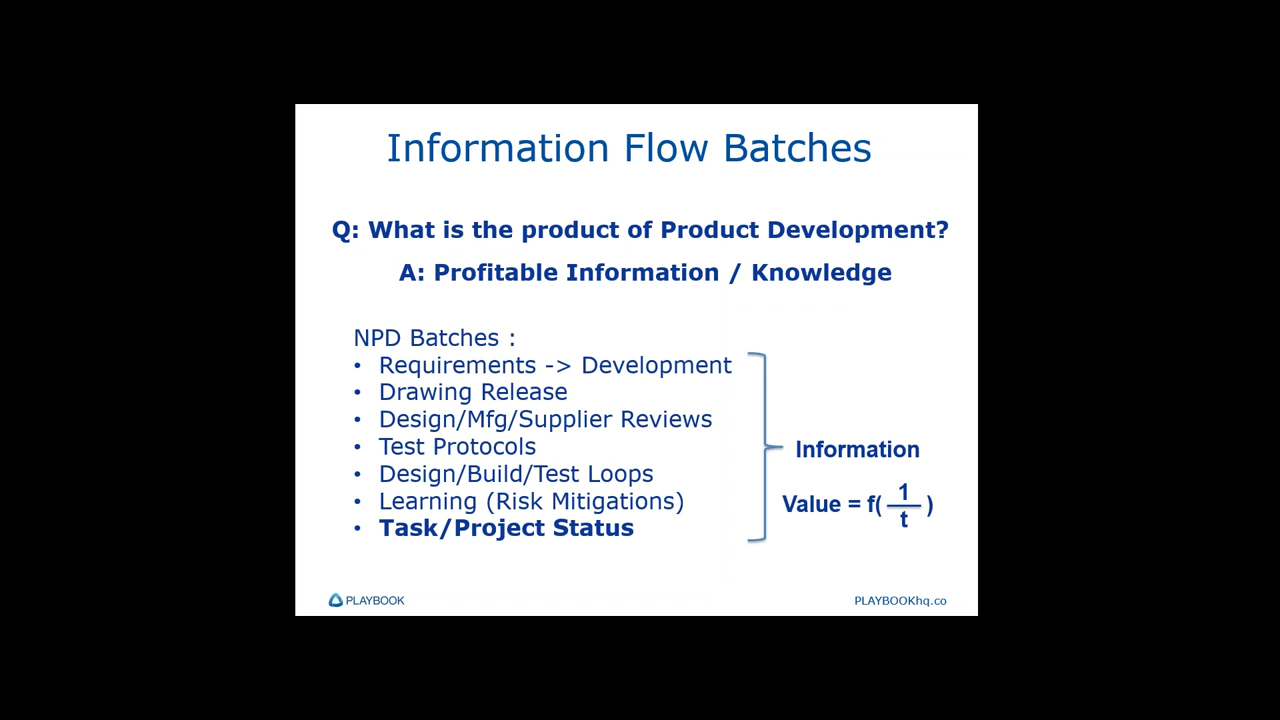 Information Flow Batches
Q: What is the product of Product Development?
A: Profitable Information / Knowledge
NPD Batches :
• Requirements -> Development
• Drawing Release
• Design/Mfg/Supplier Reviews
• Test Protocols
• Design/Build/Test Loops
• Learning (Risk Mitigations)
• Task/Project Status
Information
Value = f( 1/t )
PLAYBOOK
PLAYBOOKhq.co